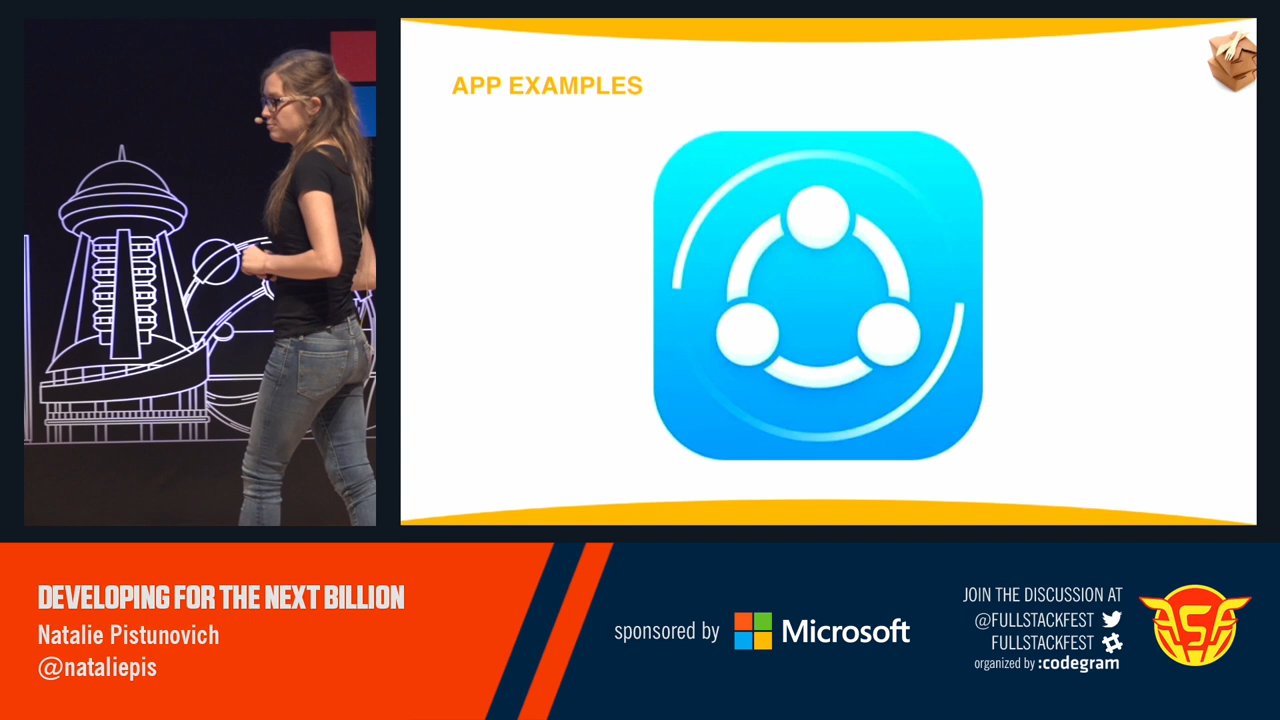 APP EXAMPLES
DEVELOPING FOR THE NEXT BILLION
Natalie Pistunovich
@nataliepis
sponsored by Microsoft
JOIN THE DISCUSSION AT
@FULLSTACKFEST
FULLSTACKFEST
organized by :codegram
FSF